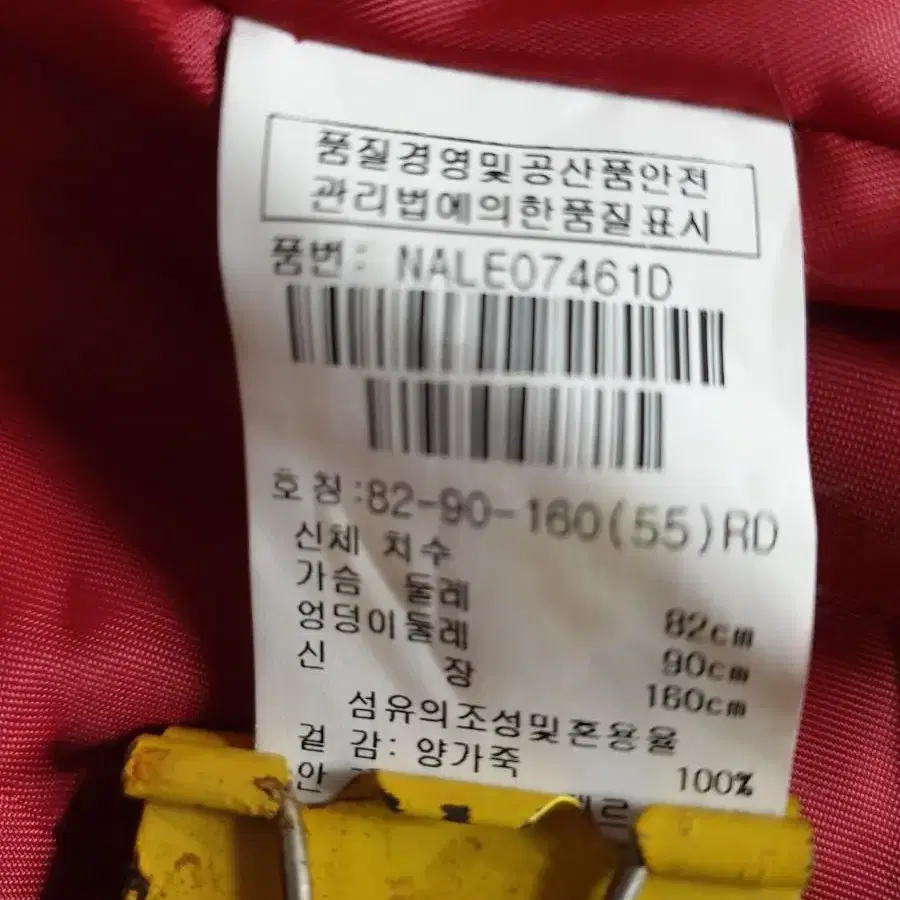 품질경영및공산품안전
관리법에의한품질표시
품번: NALE07461D
호칭:82-90-160(55)RD
신체 치수
가슴 둘레 82cm
엉덩이둘레 90cm
신 장 160cm
섬유의조성및혼용율
겉 감: 양가죽 100%
안